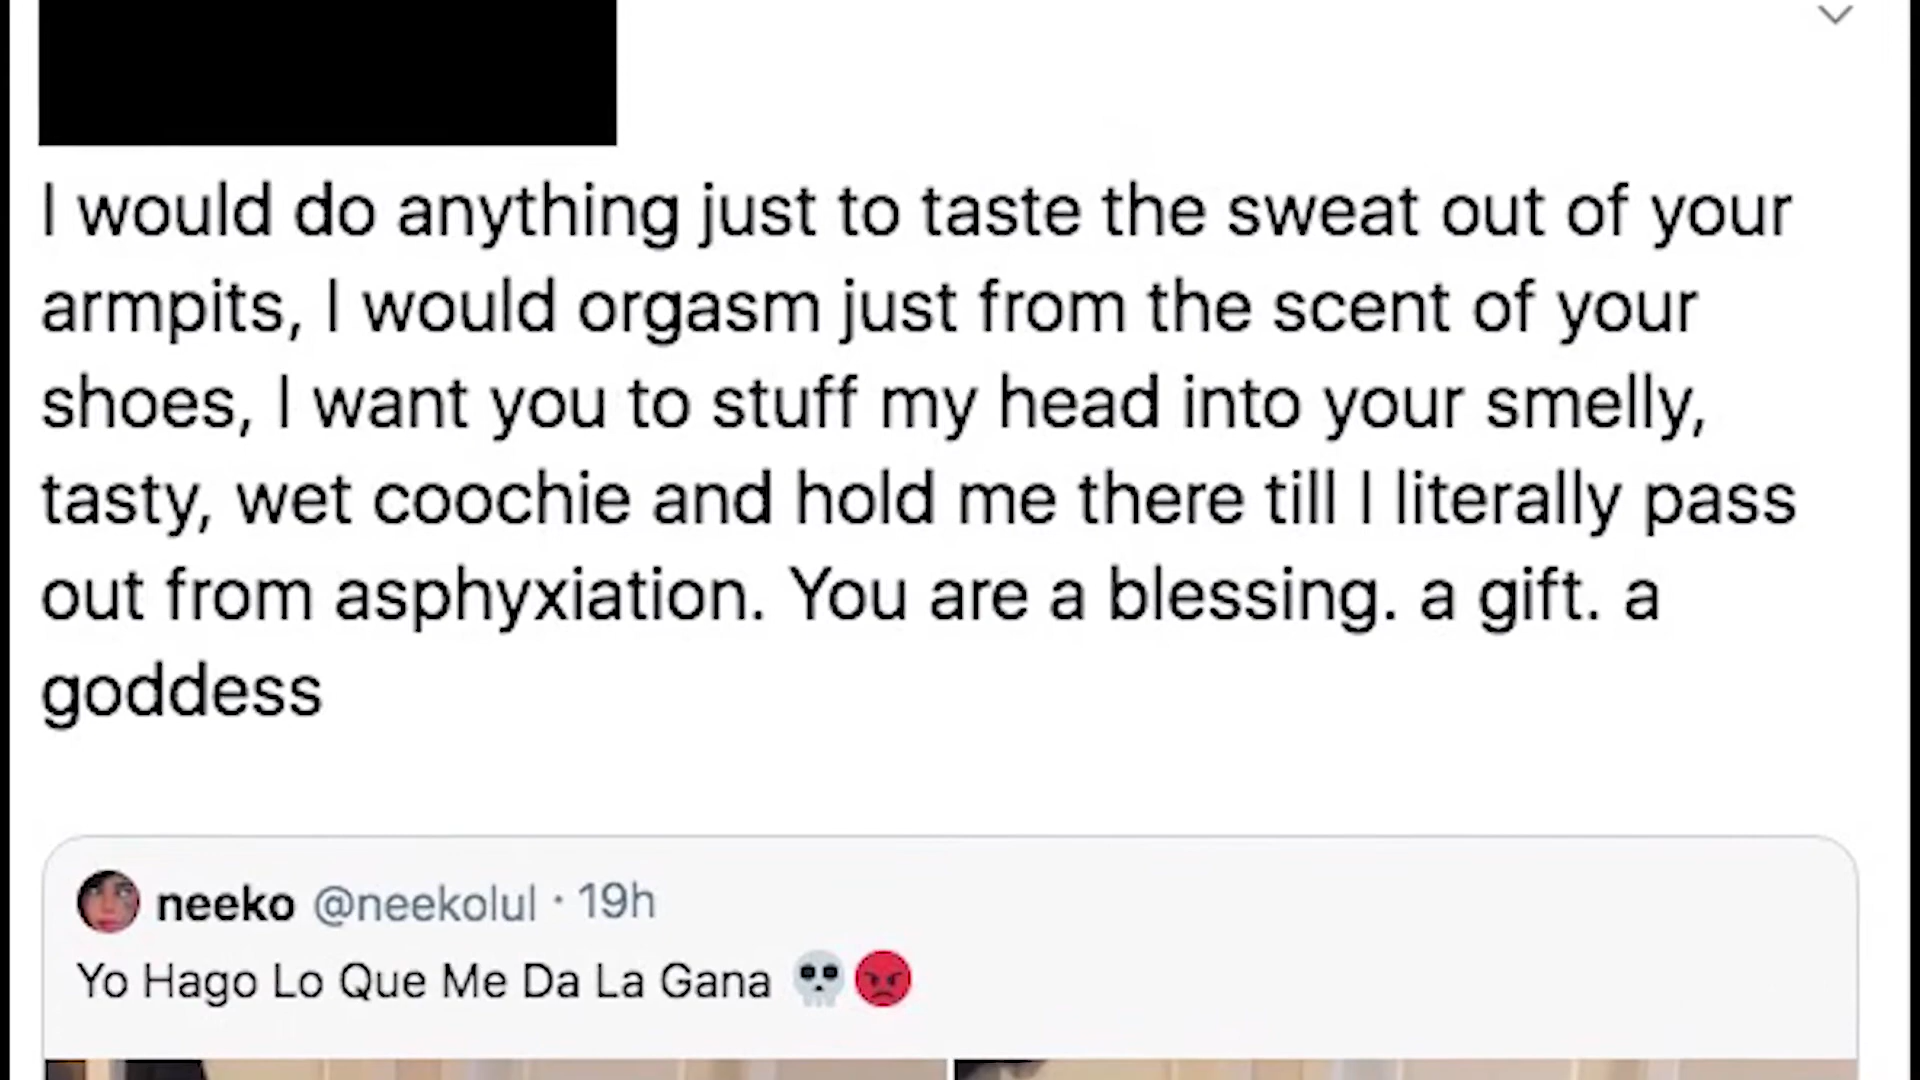 I would do anything just to taste the sweat out of your
armpits, I would orgasm just from the scent of your
shoes, I want you to stuff my head into your smelly,
tasty, wet coochie and hold me there till I literally pass
out from asphyxiation. You are a blessing. a gift. a
goddess
neeko @neekolul · 19h
Yo Hago Lo Que Me Da La Gana 💀😡